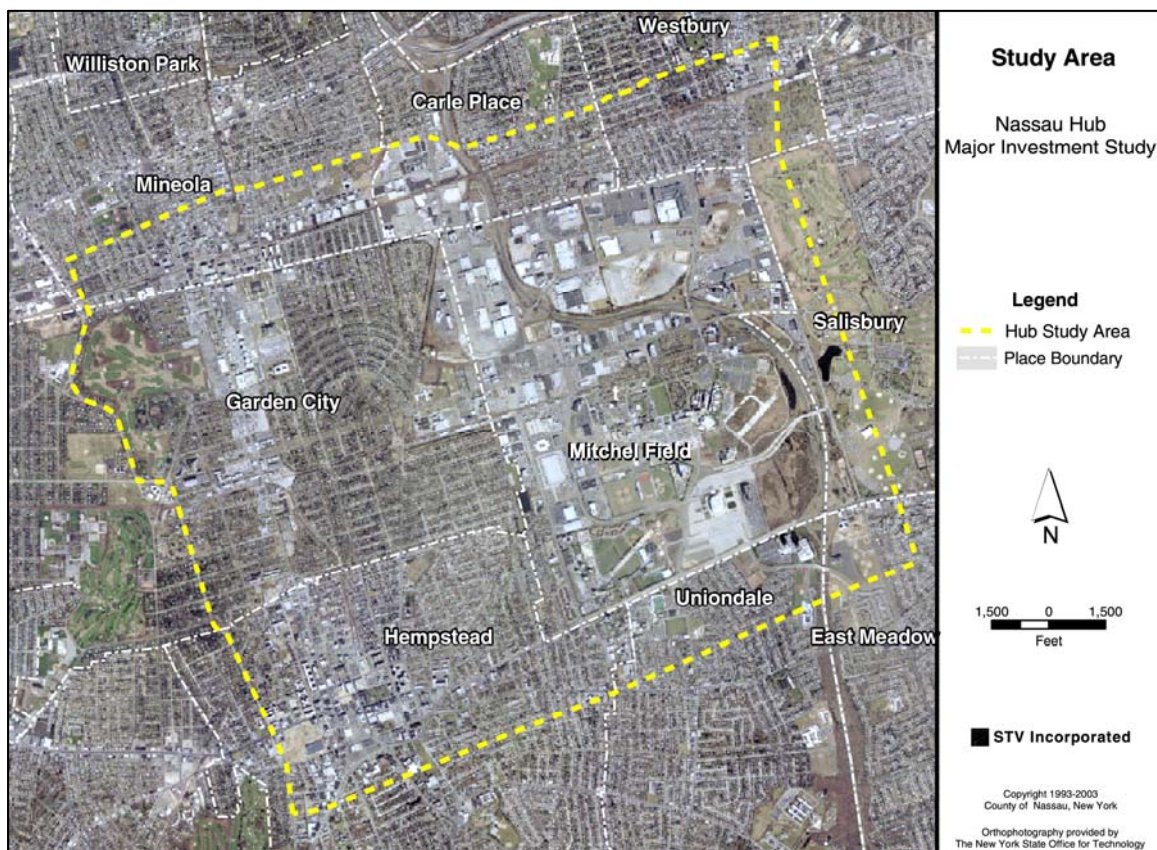 Westbury
Williston Park
Carle Place
Mineola
Salisbury
Garden City
Mitchel Field
Uniondale
Hempstead
East Meadow
Study Area
Nassau Hub
Major Investment Study
Legend
Hub Study Area
Place Boundary
N
1,500 0 1,500
Feet
STV Incorporated
Copyright 1993-2003
County of Nassau, New York
Orthophotography provided by
The New York State Office for Technology